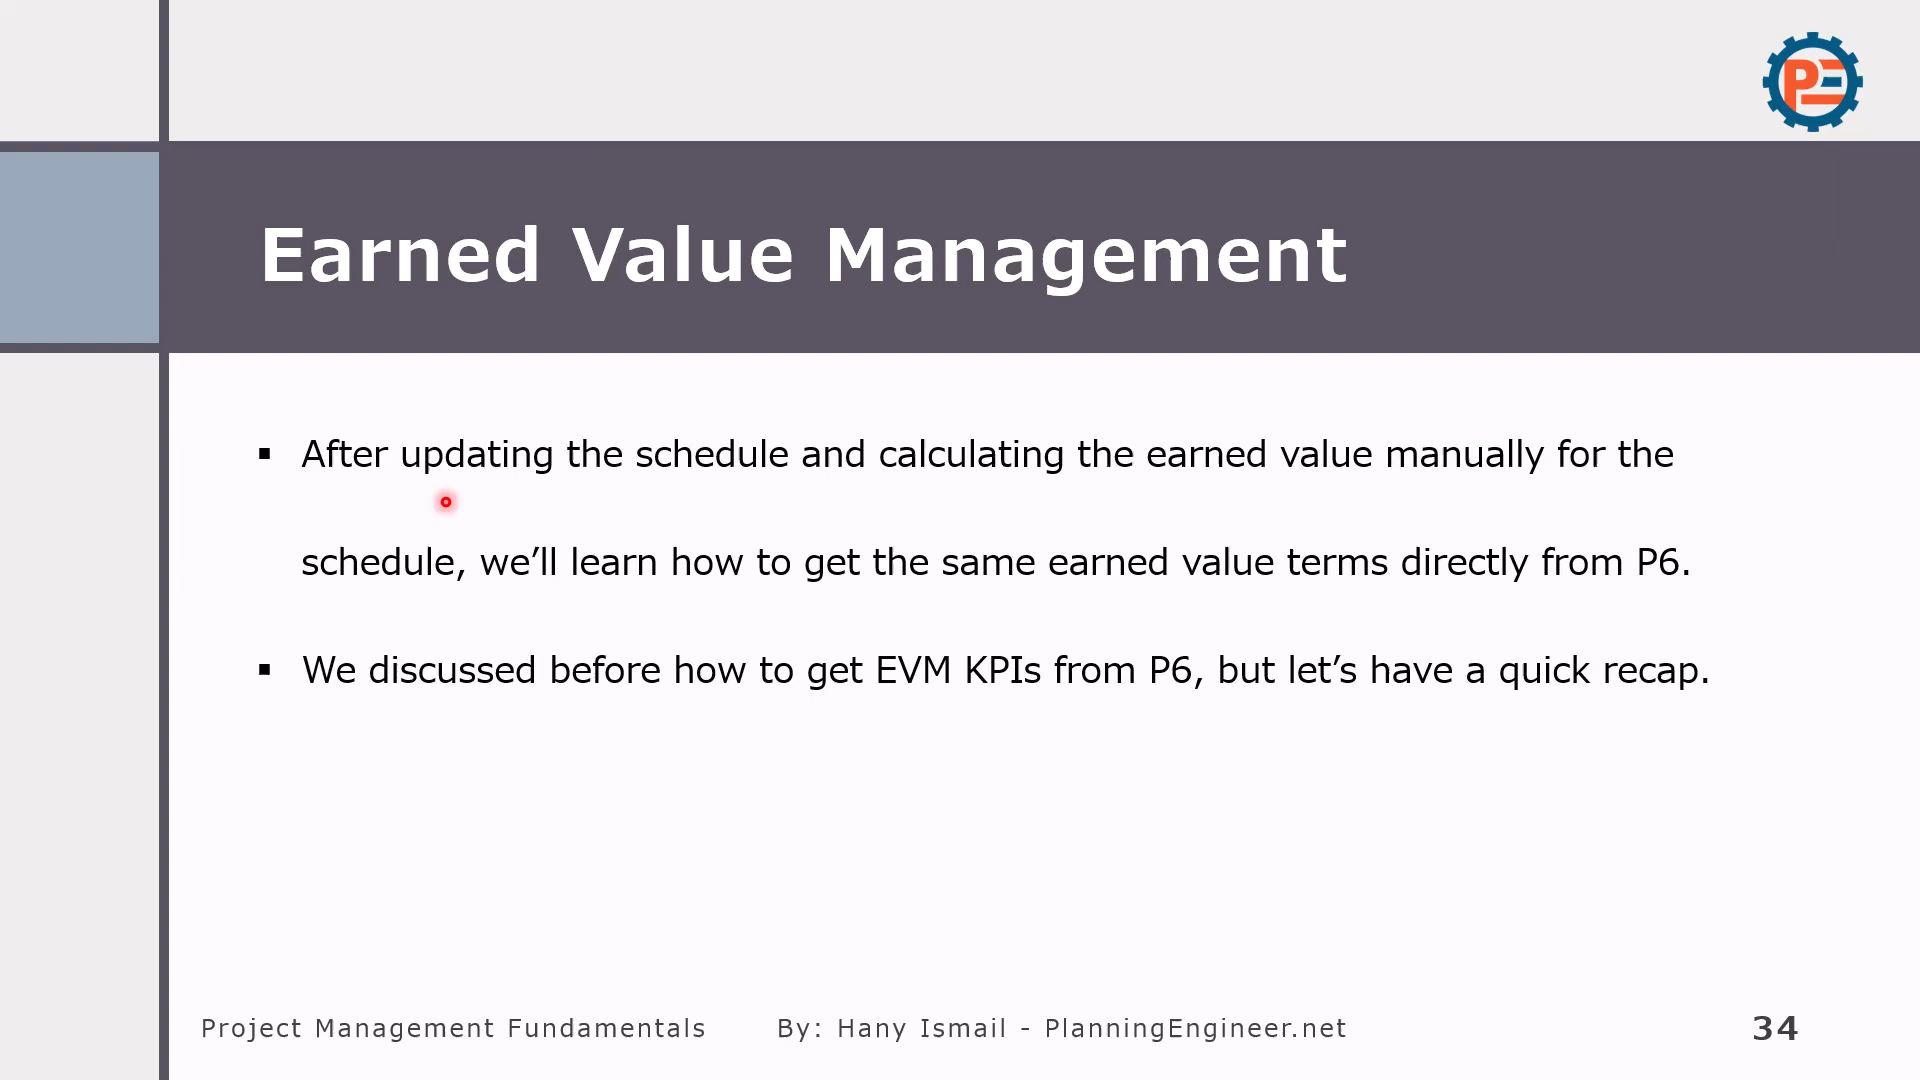 PE
Earned Value Management
▪ After updating the schedule and calculating the earned value manually for the
schedule, we’ll learn how to get the same earned value terms directly from P6.
▪ We discussed before how to get EVM KPIs from P6, but let’s have a quick recap.
Project Management Fundamentals By: Hany Ismail - PlanningEngineer.net 34